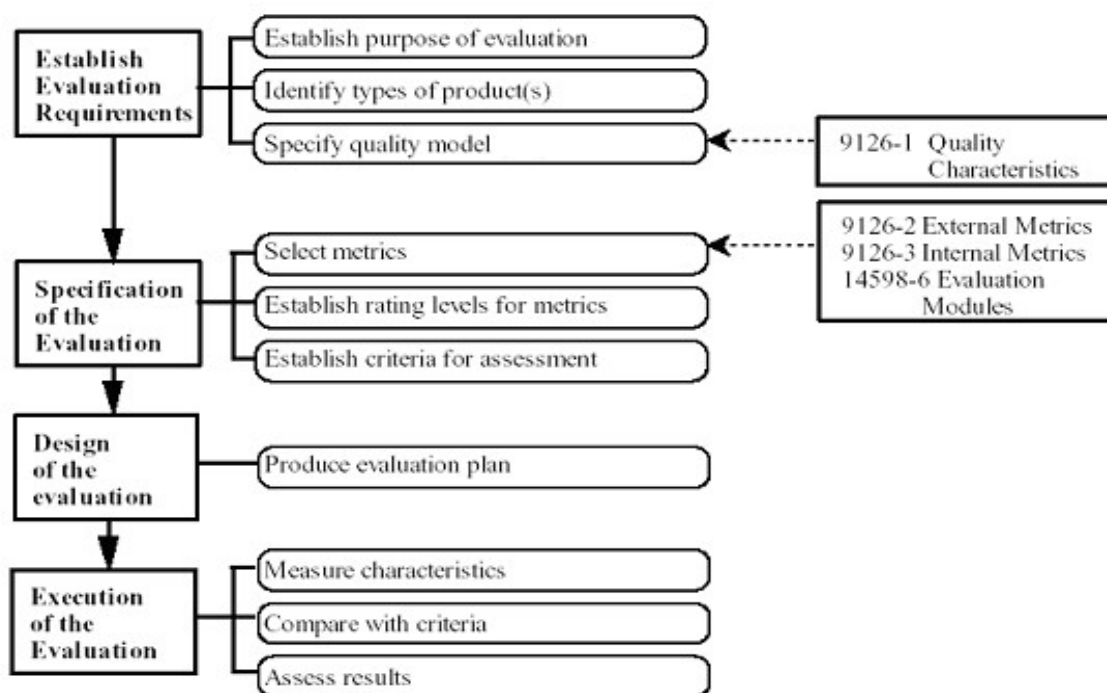 Establish
Evaluation
Requirements
Establish purpose of evaluation
Identify types of product(s)
Specify quality model
9126-1 Quality
Characteristics
Specification
of the
Evaluation
Select metrics
Establish rating levels for metrics
Establish criteria for assessment
9126-2 External Metrics
9126-3 Internal Metrics
14598-6 Evaluation
Modules
Design
of the
evaluation
Produce evaluation plan
Execution
of the
Evaluation
Measure characteristics
Compare with criteria
Assess results